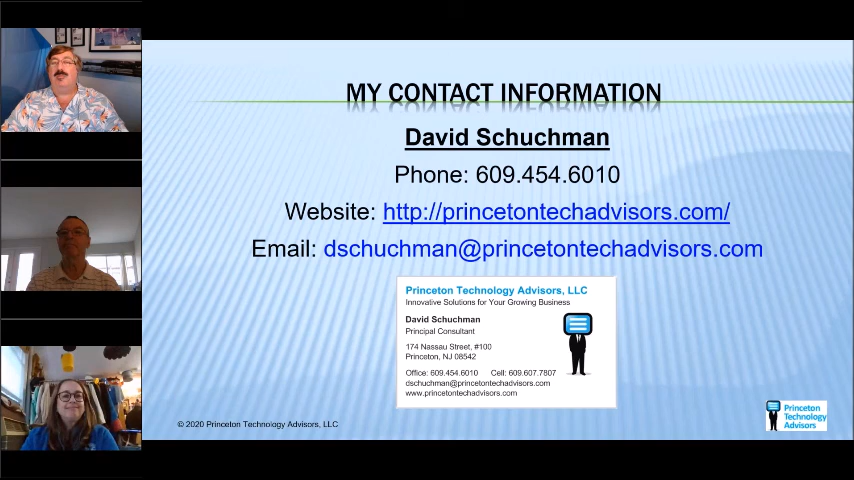 MY CONTACT INFORMATION
David Schuchman
Phone: 609.454.6010
Website: http://princetontechadvisors.com/
Email: dschuchman@princetontechadvisors.com
Princeton Technology Advisors, LLC
Innovative Solutions for Your Growing Business
David Schuchman
Principal Consultant
174 Nassau Street, #100
Princeton, NJ 08542
Office: 609.454.6010 Cell: 609.607.7807
dschuchman@princetontechadvisors.com
www.princetontechadvisors.com
© 2020 Princeton Technology Advisors, LLC
Princeton
Technology
Advisors